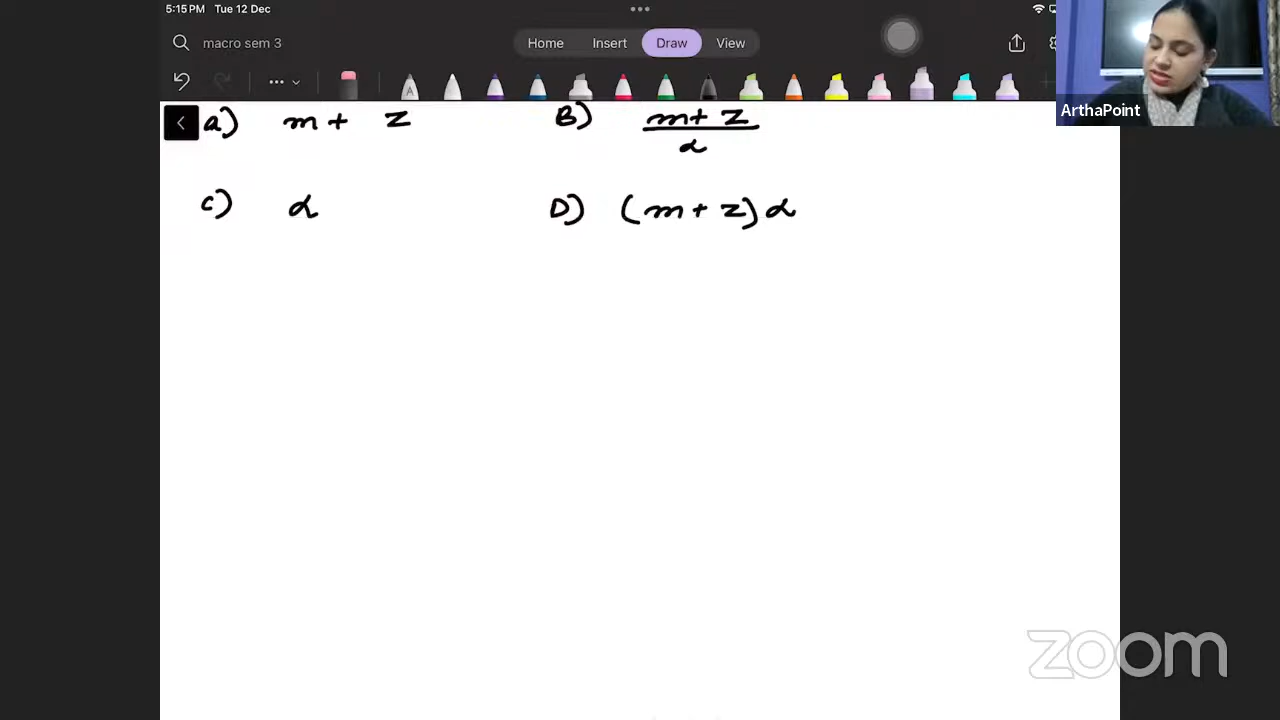 5:15 PM Tue 12 Dec
macro sem 3
Home Insert Draw View
A
ArthaPoint
a) m + z B) m + z / α
c) α D) (m + z) α
zoom